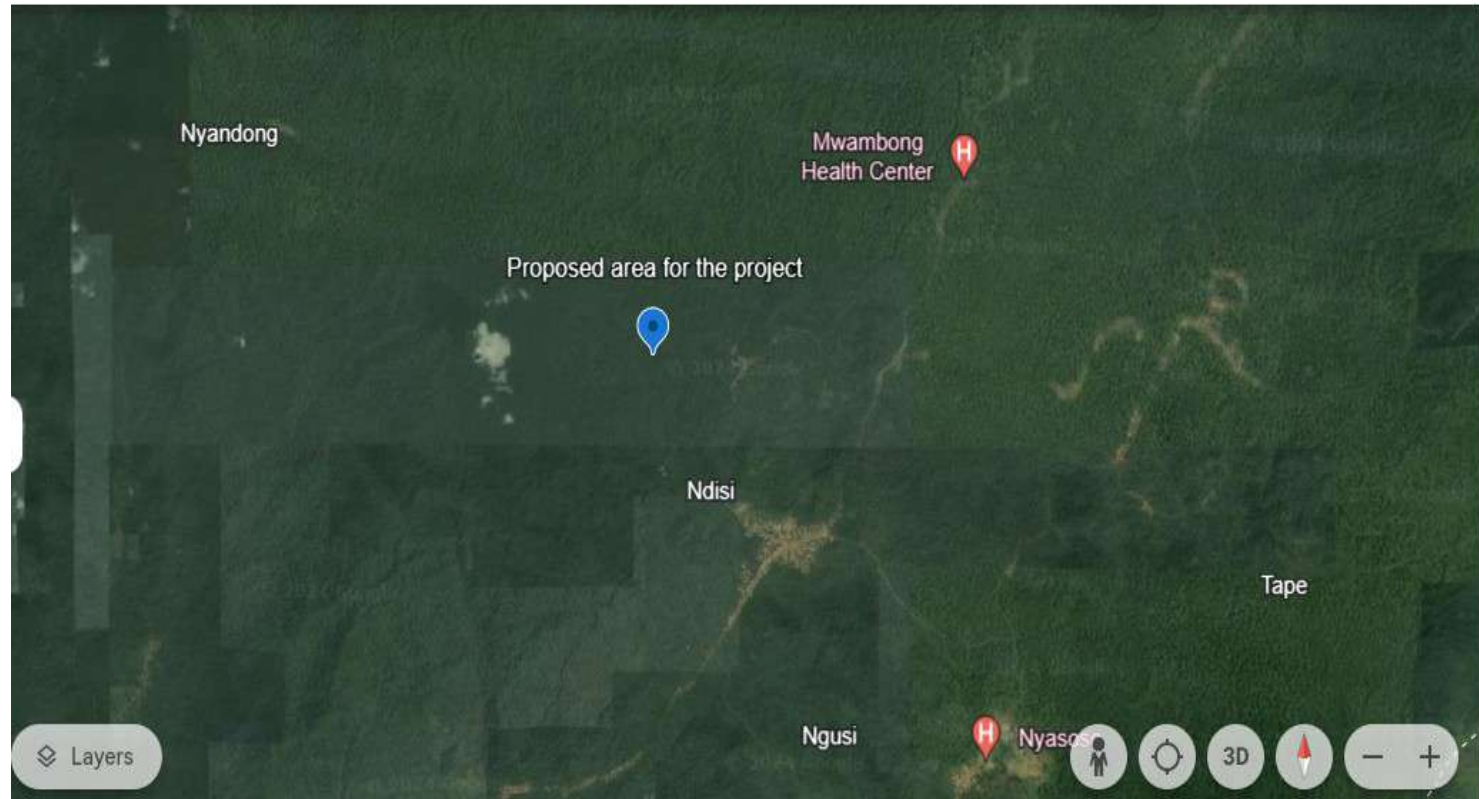 Nyandong
Mwambong
Health Center
H
Proposed area for the project
Ndisi
Tape
Ngusi
H
Nyasoso
Layers
3D